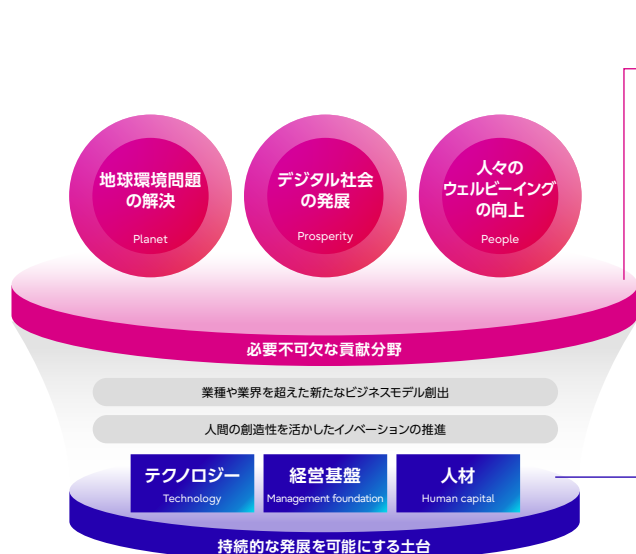 地球環境問題
の解決
Planet
デジタル社会
の発展
Prosperity
人々の
ウェルビーイング
の向上
People
必要不可欠な貢献分野
業種や業界を超えた新たなビジネスモデル創出
人間の創造性を活かしたイノベーションの推進
テクノロジー
Technology
経営基盤
Management foundation
人材
Human capital
持続的な発展を可能にする土台